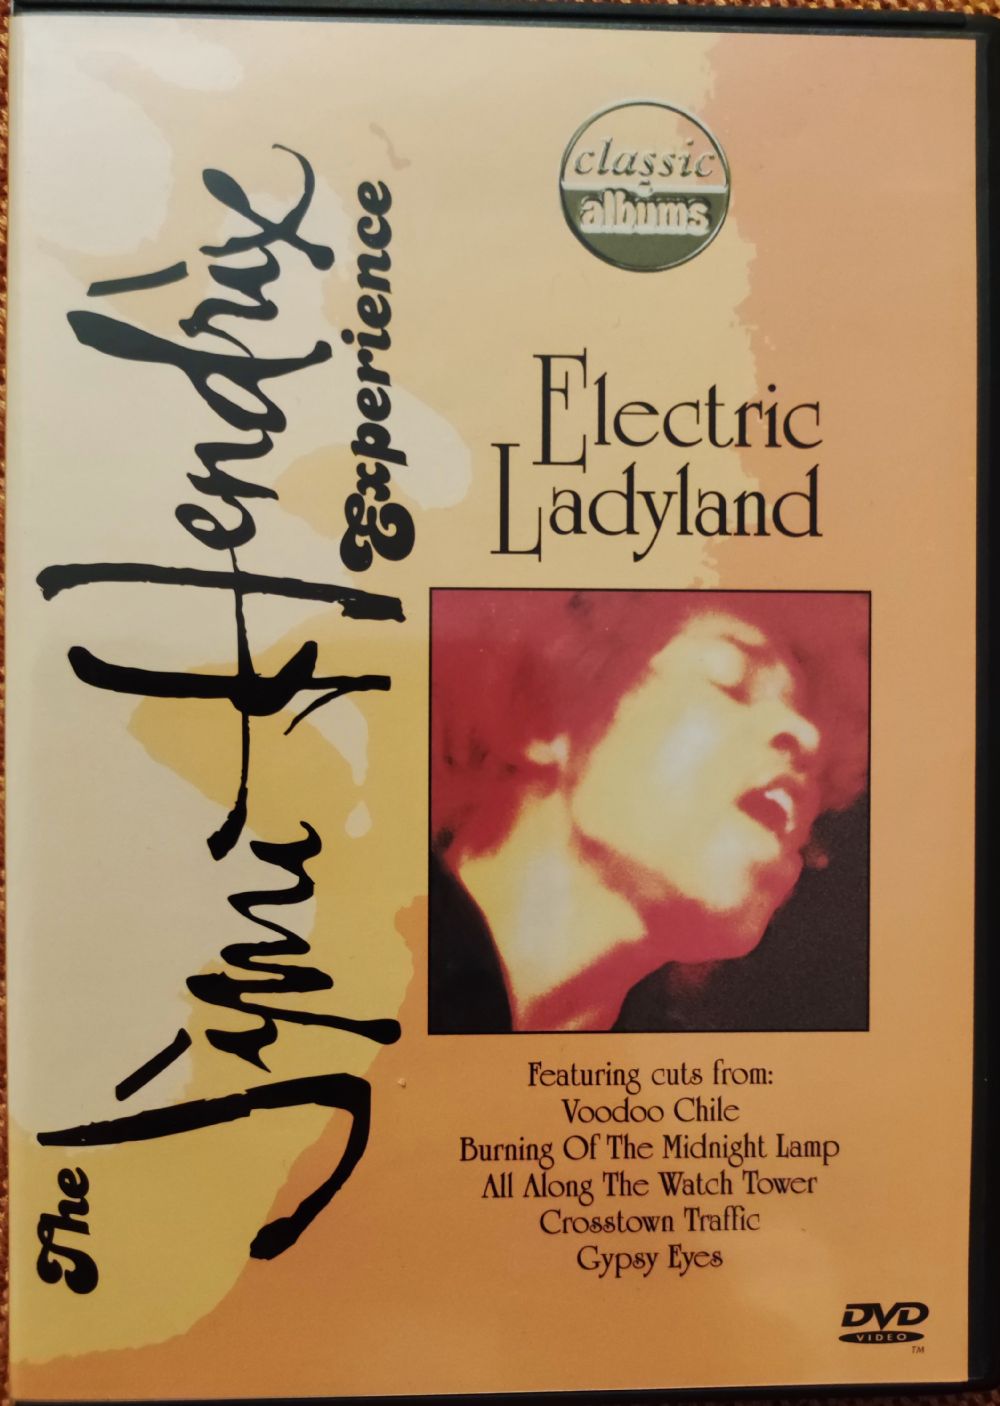 The
Jimi Hendrix
Experience
classic
albums
Electric
Ladyland
Featuring cuts from:
Voodoo Chile
Burning Of The Midnight Lamp
All Along The Watch Tower
Crosstown Traffic
Gypsy Eyes
DVD
VIDEO
TM